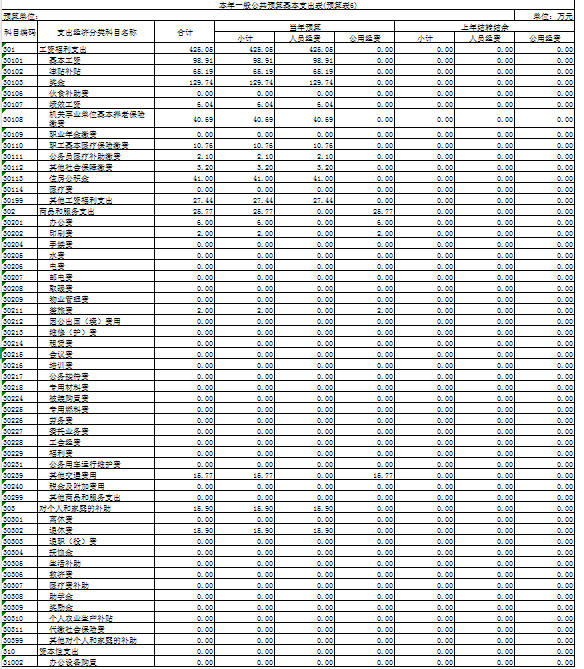 本年一般公共预算基本支出表(预算表6)
预算单位: 单位: 万元
科目编码 支出经济分类科目名称 合计 当年预算 上年结转结余
小计 人员经费 公用经费 小计 人员经费 公用经费
301 工资福利支出 425.05 425.05 425.05 0.00 0.00 0.00 0.00
30101 基本工资 98.91 98.91 98.91 0.00 0.00 0.00 0.00
30102 津贴补贴 65.19 65.19 65.19 0.00 0.00 0.00 0.00
30103 奖金 129.74 129.74 129.74 0.00 0.00 0.00 0.00
30106 伙食补助费 0.00 0.00 0.00 0.00 0.00 0.00 0.00
30107 绩效工资 6.04 6.04 6.04 0.00 0.00 0.00 0.00
30108 机关事业单位基本养老保险缴费 40.69 40.69 40.69 0.00 0.00 0.00 0.00
30109 职业年金缴费 0.00 0.00 0.00 0.00 0.00 0.00 0.00
30110 职工基本医疗保险缴费 10.76 10.76 10.76 0.00 0.00 0.00 0.00
30111 公务员医疗补助缴费 2.10 2.10 2.10 0.00 0.00 0.00 0.00
30112 其他社会保障缴费 3.20 3.20 3.20 0.00 0.00 0.00 0.00
30113 住房公积金 41.00 41.00 41.00 0.00 0.00 0.00 0.00
30114 医疗费 0.00 0.00 0.00 0.00 0.00 0.00 0.00
30199 其他工资福利支出 27.44 27.44 27.44 0.00 0.00 0.00 0.00
302 商品和服务支出 25.77 25.77 0.00 25.77 0.00 0.00 0.00
30201 办公费 6.00 6.00 0.00 6.00 0.00 0.00 0.00
30202 印刷费 2.00 2.00 0.00 2.00 0.00 0.00 0.00
30204 手续费 0.00 0.00 0.00 0.00 0.00 0.00 0.00
30205 水费 0.00 0.00 0.00 0.00 0.00 0.00 0.00
30206 电费 0.00 0.00 0.00 0.00 0.00 0.00 0.00
30207 邮电费 0.00 0.00 0.00 0.00 0.00 0.00 0.00
30208 取暖费 0.00 0.00 0.00 0.00 0.00 0.00 0.00
30209 物业管理费 0.00 0.00 0.00 0.00 0.00 0.00 0.00
30211 差旅费 2.00 2.00 0.00 2.00 0.00 0.00 0.00
30212 因公出国（境）费用 0.00 0.00 0.00 0.00 0.00 0.00 0.00
30213 维修（护）费 0.00 0.00 0.00 0.00 0.00 0.00 0.00
30214 租赁费 0.00 0.00 0.00 0.00 0.00 0.00 0.00
30215 会议费 0.00 0.00 0.00 0.00 0.00 0.00 0.00
30216 培训费 0.00 0.00 0.00 0.00 0.00 0.00 0.00
30217 公务接待费 0.00 0.00 0.00 0.00 0.00 0.00 0.00
30218 专用材料费 0.00 0.00 0.00 0.00 0.00 0.00 0.00
30224 被装购置费 0.00 0.00 0.00 0.00 0.00 0.00 0.00
30225 专用燃料费 0.00 0.00 0.00 0.00 0.00 0.00 0.00
30226 劳务费 0.00 0.00 0.00 0.00 0.00 0.00 0.00
30227 委托业务费 0.00 0.00 0.00 0.00 0.00 0.00 0.00
30228 工会经费 0.00 0.00 0.00 0.00 0.00 0.00 0.00
30229 福利费 0.00 0.00 0.00 0.00 0.00 0.00 0.00
30231 公务用车运行维护费 0.00 0.00 0.00 0.00 0.00 0.00 0.00
30239 其他交通费用 15.77 15.77 0.00 15.77 0.00 0.00 0.00
30240 税金及附加费用 0.00 0.00 0.00 0.00 0.00 0.00 0.00
30299 其他商品和服务支出 0.00 0.00 0.00 0.00 0.00 0.00 0.00
303 对个人和家庭的补助 15.90 15.90 15.90 0.00 0.00 0.00 0.00
30301 离休费 0.00 0.00 0.00 0.00 0.00 0.00 0.00
30302 退休费 15.90 15.90 15.90 0.00 0.00 0.00 0.00
30303 退职（役）费 0.00 0.00 0.00 0.00 0.00 0.00 0.00
30304 抚恤金 0.00 0.00 0.00 0.00 0.00 0.00 0.00
30305 生活补助 0.00 0.00 0.00 0.00 0.00 0.00 0.00
30306 救济费 0.00 0.00 0.00 0.00 0.00 0.00 0.00
30307 医疗费补助 0.00 0.00 0.00 0.00 0.00 0.00 0.00
30308 助学金 0.00 0.00 0.00 0.00 0.00 0.00 0.00
30309 奖励金 0.00 0.00 0.00 0.00 0.00 0.00 0.00
30310 个人农业生产补贴 0.00 0.00 0.00 0.00 0.00 0.00 0.00
30311 代缴社会保险费 0.00 0.00 0.00 0.00 0.00 0.00 0.00
30399 其他对个人和家庭的补助 0.00 0.00 0.00 0.00 0.00 0.00 0.00
310 资本性支出 0.00 0.00 0.00 0.00 0.00 0.00 0.00
31002 办公设备购置 0.00 0.00 0.00 0.00 0.00 0.00 0.00